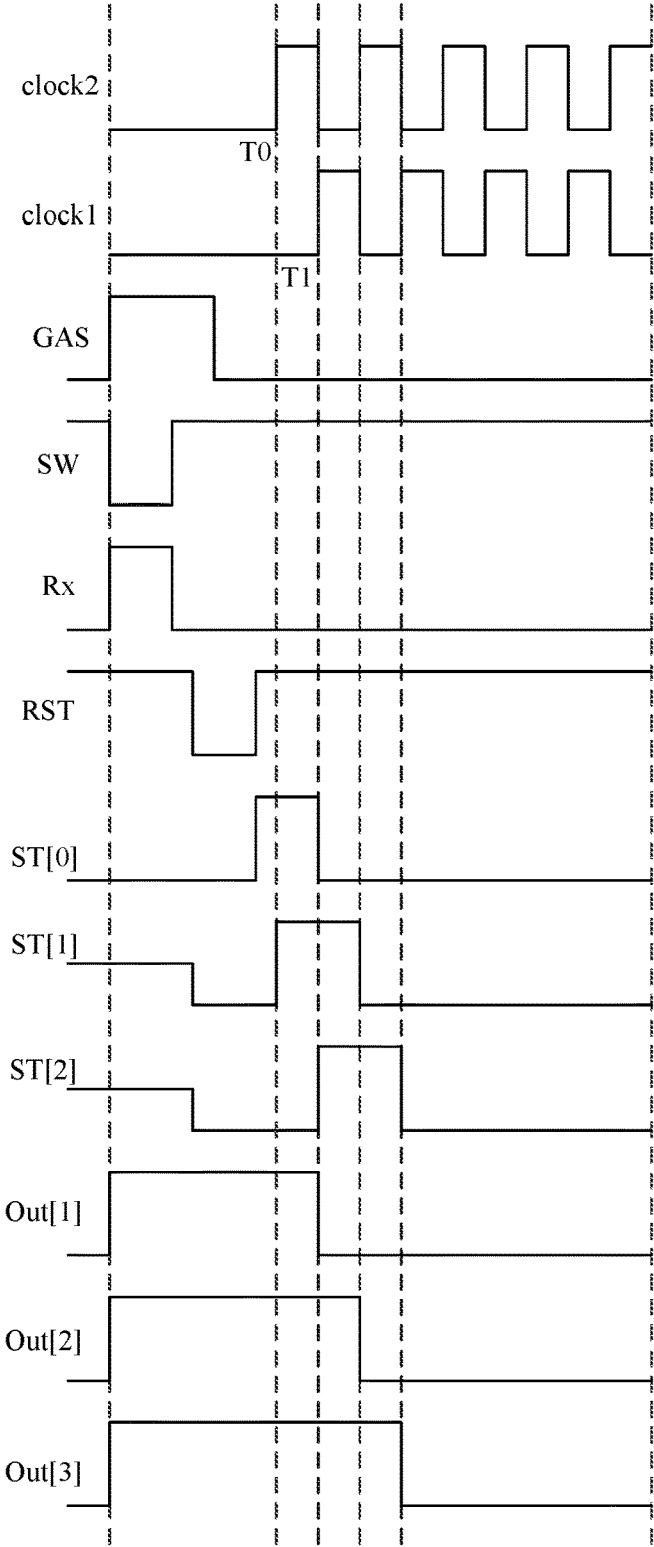 clock2
T0
clock1
T1
GAS
SW
Rx
RST
ST[0]
ST[1]
ST[2]
Out[1]
Out[2]
Out[3]